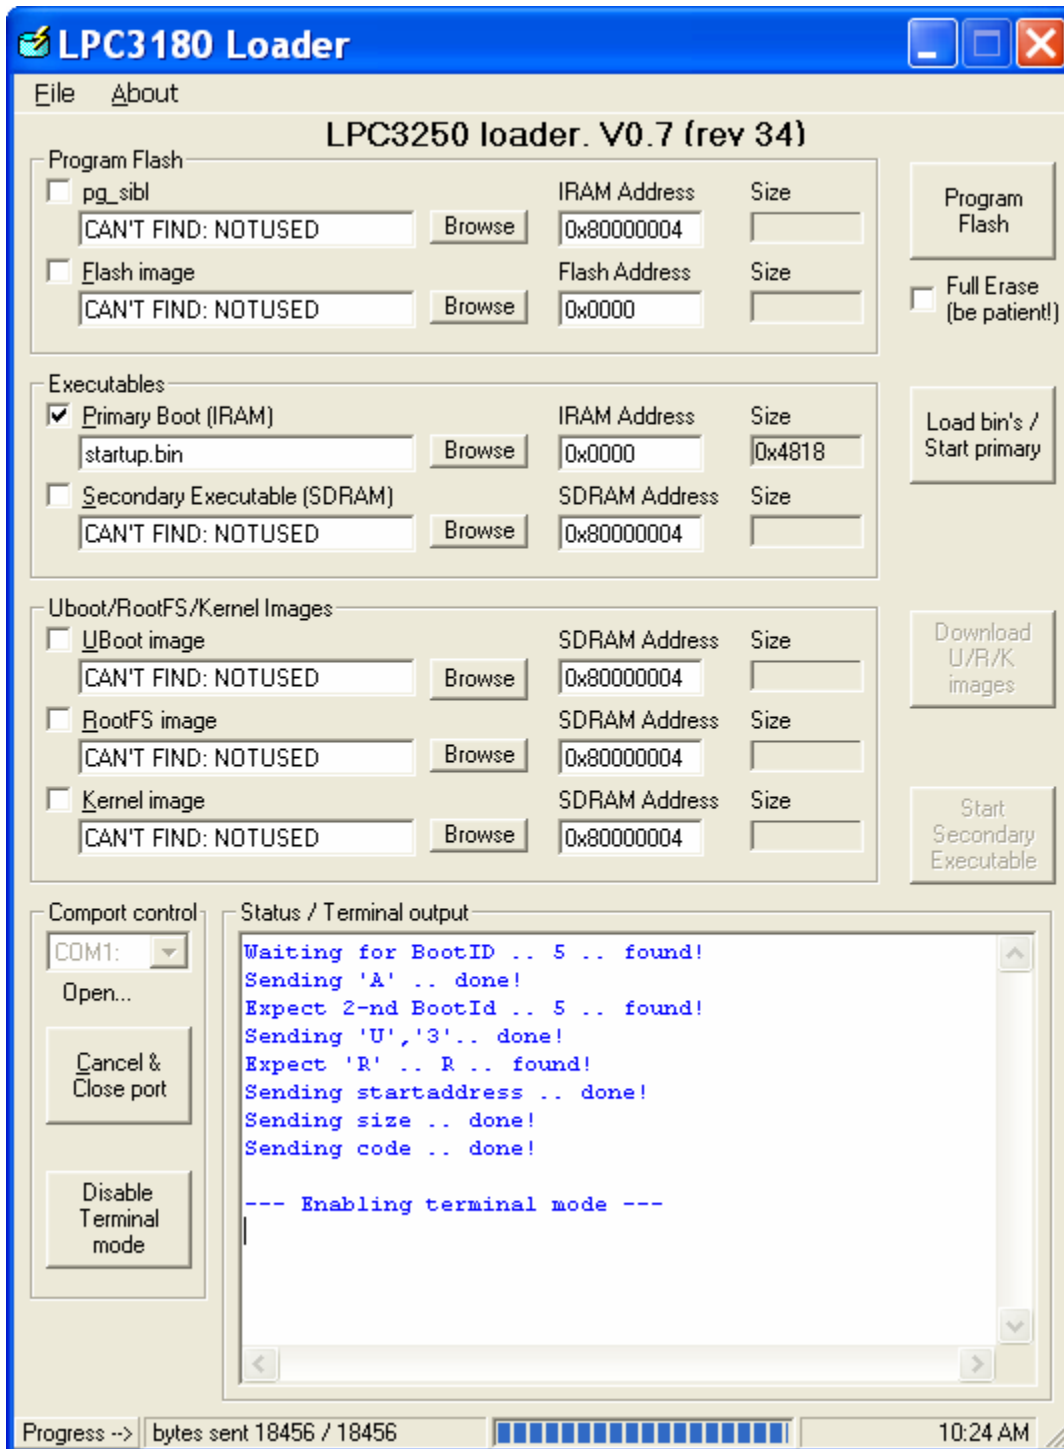 LPC3180 Loader
File About
LPC3250 loader. V0.7 (rev 34)
Program Flash
pg_sibl IRAM Address Size
CAN'T FIND: NOTUSED Browse 0x80000004
Flash image Flash Address Size
CAN'T FIND: NOTUSED Browse 0x0000
Program
Flash
Full Erase
(be patient!)
Executables
Primary Boot (IRAM) IRAM Address Size
startup.bin Browse 0x0000 0x4818
Secondary Executable (SDRAM) SDRAM Address Size
CAN'T FIND: NOTUSED Browse 0x80000004
Load bin's /
Start primary
Uboot/RootFS/Kernel Images
UBoot image SDRAM Address Size
CAN'T FIND: NOTUSED Browse 0x80000004
RootFS image SDRAM Address Size
CAN'T FIND: NOTUSED Browse 0x80000004
Kernel image SDRAM Address Size
CAN'T FIND: NOTUSED Browse 0x80000004
Download
U/R/K
images
Start
Secondary
Executable
Comport control
COM1:
Open...
Cancel &
Close port
Disable
Terminal
mode
Status / Terminal output
Waiting for BootID .. 5 .. found!
Sending 'A' .. done!
Expect 2-nd BootId .. 5 .. found!
Sending 'U','3'.. done!
Expect 'R' .. R .. found!
Sending startaddress .. done!
Sending size .. done!
Sending code .. done!
--- Enabling terminal mode ---
Progress --> bytes sent 18456 / 18456 10:24 AM